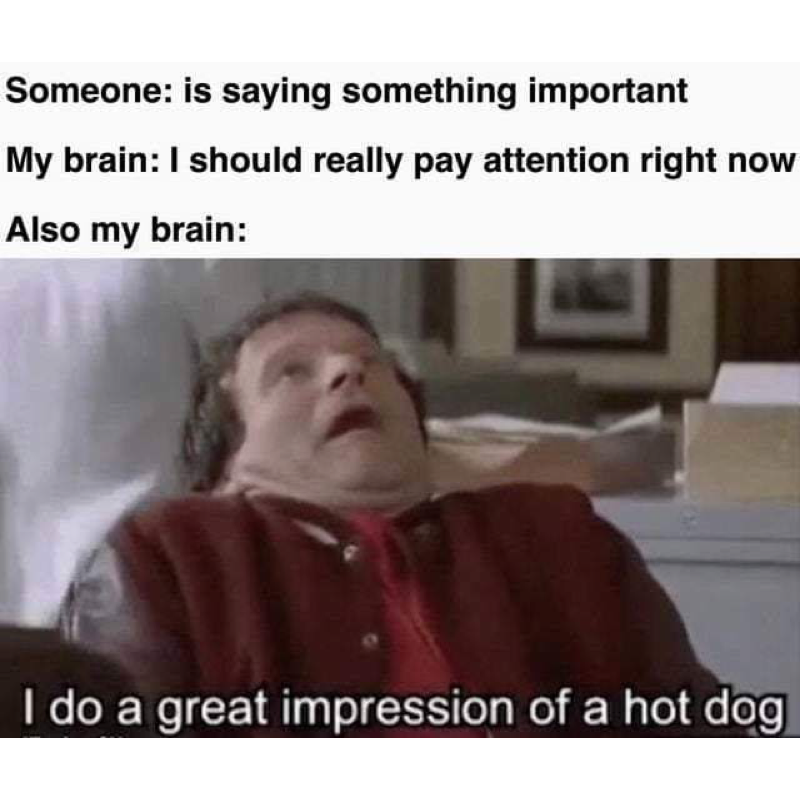 Someone: is saying something important
My brain: I should really pay attention right now
Also my brain:
I do a great impression of a hot dog